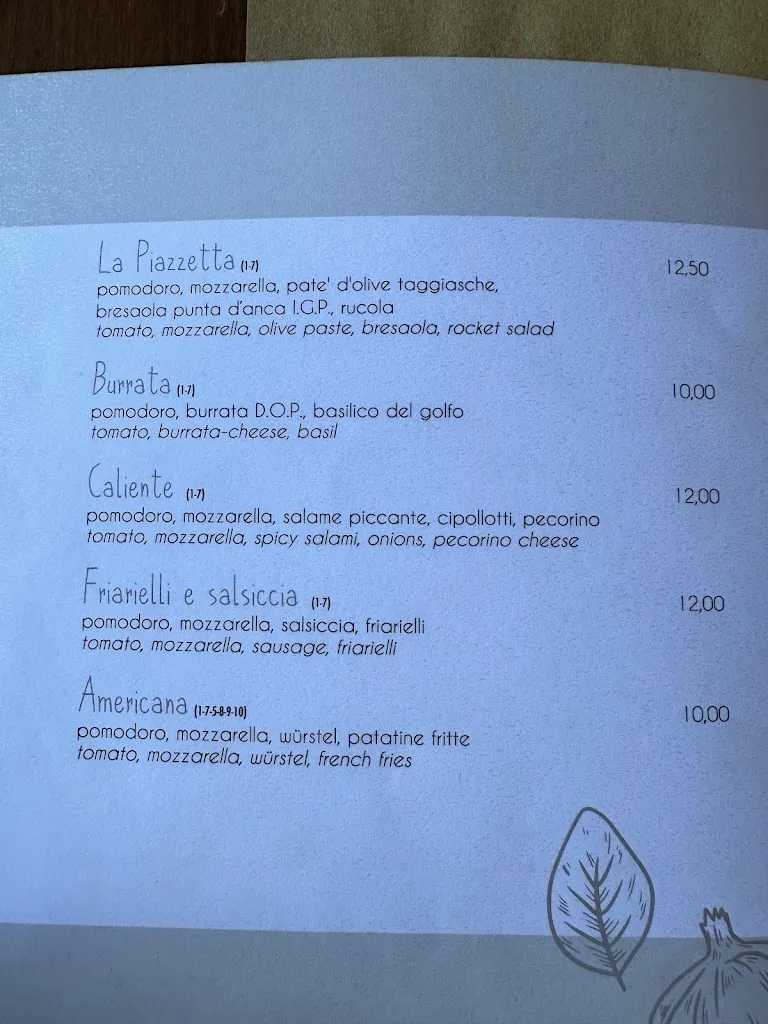 La Piazzetta (1-7) 12,50
pomodoro, mozzarella, pate' d'olive taggiasche,
bresaola punta d'anca I.G.P., rucola
tomato, mozzarella, olive paste, bresaola, rocket salad
Burrata (1-7) 10,00
pomodoro, burrata D.O.P., basilico del golfo
tomato, burrata-cheese, basil
Caliente (1-7) 12,00
pomodoro, mozzarella, salame piccante, cipollotti, pecorino
tomato, mozzarella, spicy salami, onions, pecorino cheese
Friarielli e salsiccia (1-7) 12,00
pomodoro, mozzarella, salsiccia, friarielli
tomato, mozzarella, sausage, friarielli
Americana (1-7-5-8-9-10) 10,00
pomodoro, mozzarella, würstel, patatine fritte
tomato, mozzarella, würstel, french fries